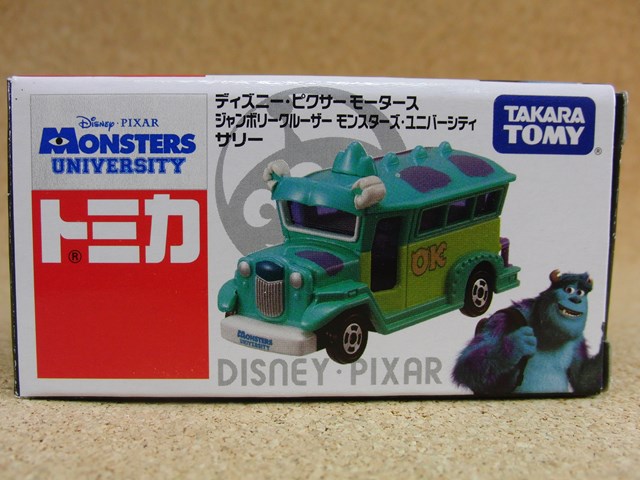 Disney·PIXAR
MONSTERS
UNIVERSITY
トミカ
®
ディズニー・ピクサー モータース
ジャンボリークルーザー モンスターズ・ユニバーシティ
サリー
TAKARA
TOMY
®
OK
MONSTERS
UNIVERSITY
DISNEY·PIXAR